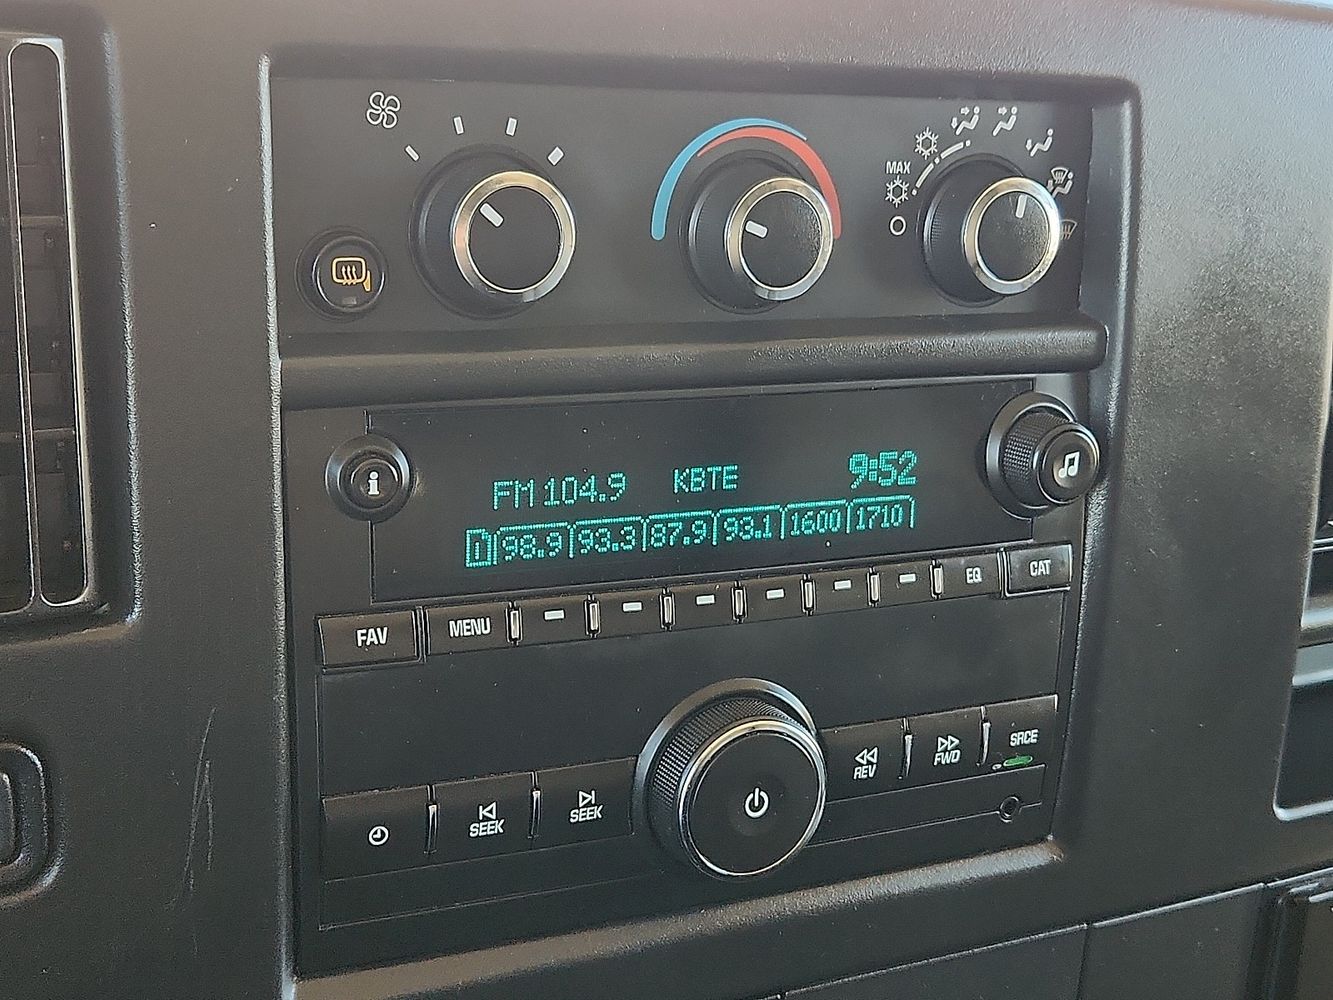 MAX
i
FM 104.9 KBTE 9:52
1 98.9 93.3 87.9 93.1 1600 1710
FAV MENU EQ CAT
SEEK SEEK REV FWD SRCE